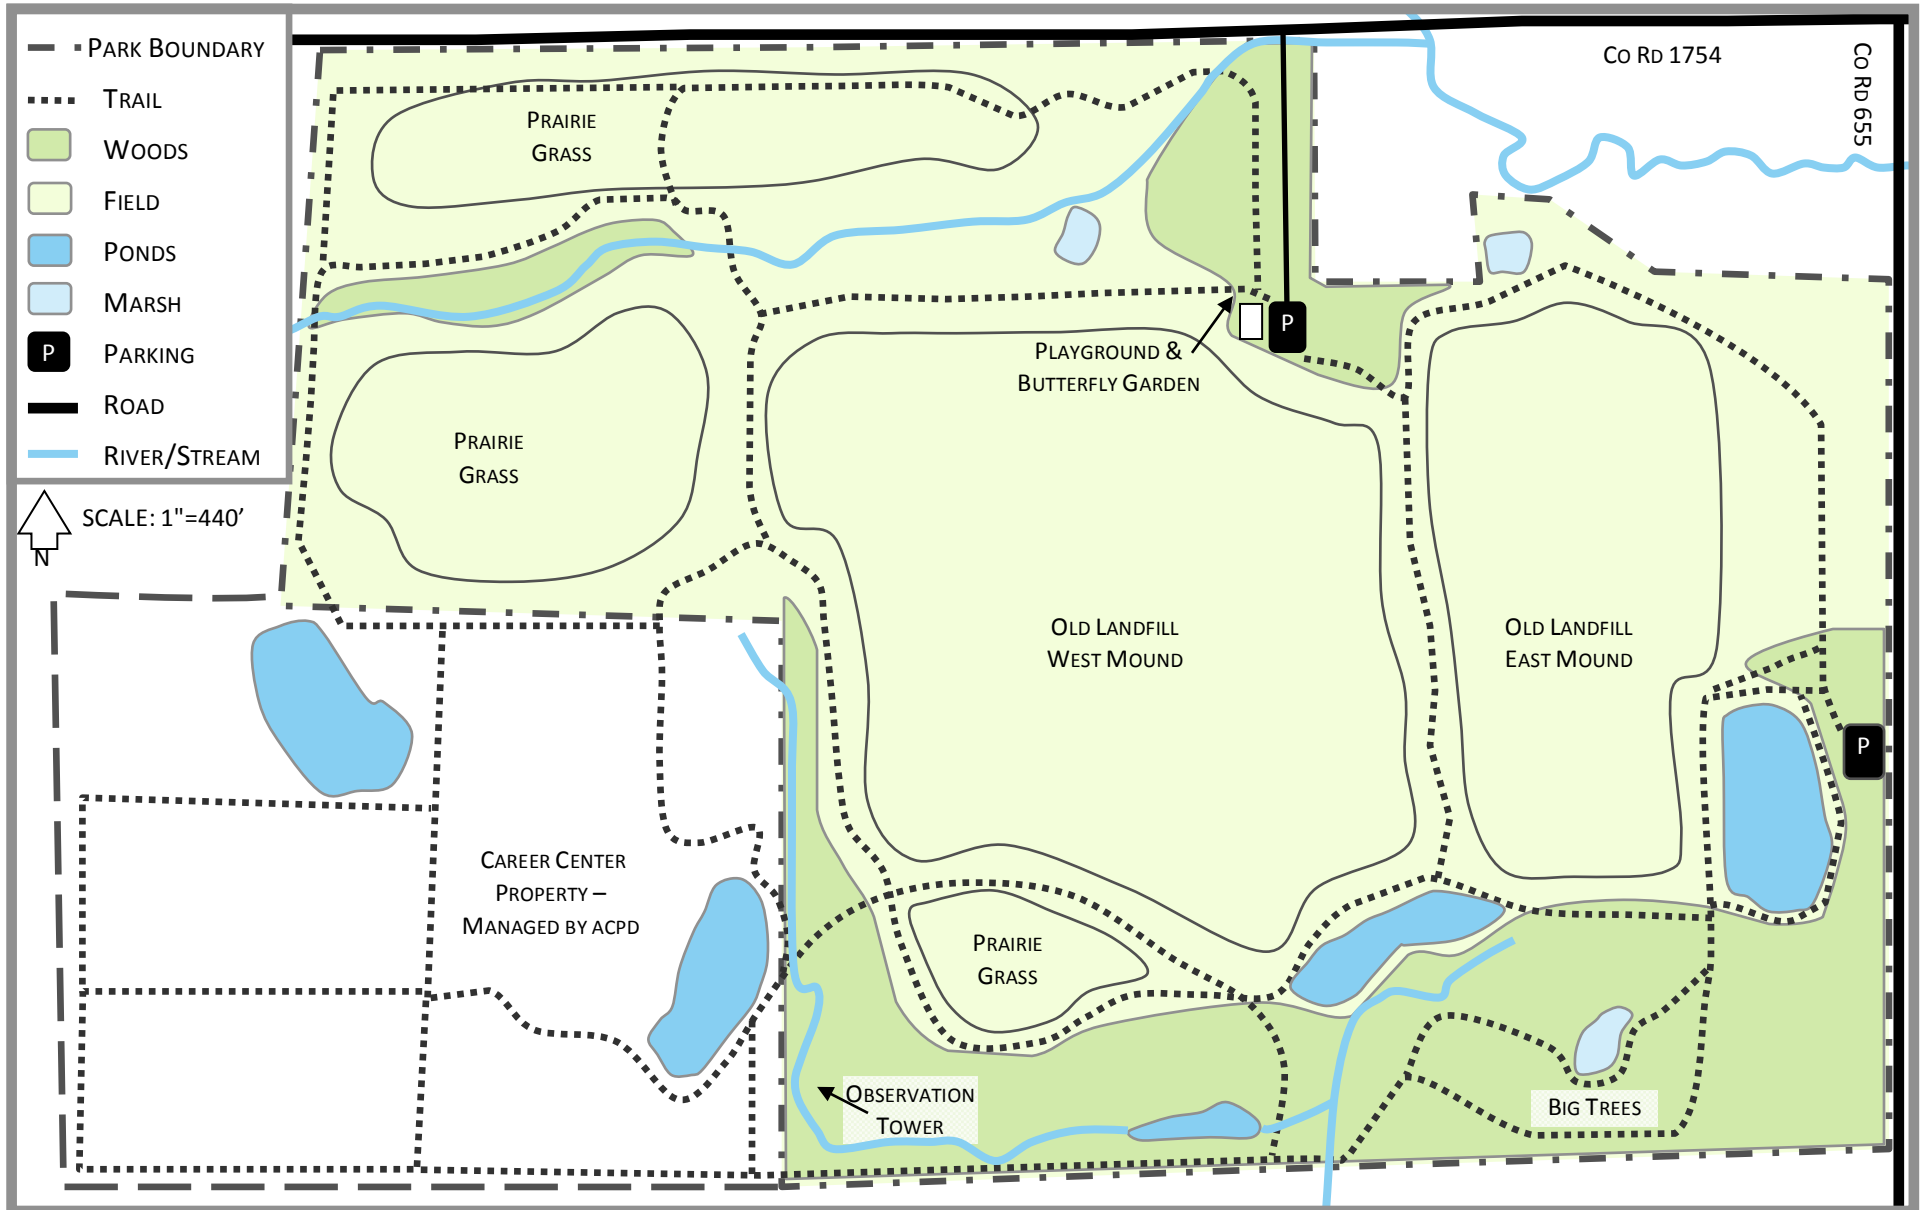 PARK BOUNDARY
TRAIL
WOODS
FIELD
PONDS
MARSH
P PARKING
ROAD
RIVER/STREAM
SCALE: 1"=440'
N
CO RD 1754
CO RD 655
PRAIRIE
GRASS
P
PLAYGROUND &
BUTTERFLY GARDEN
PRAIRIE
GRASS
OLD LANDFILL
WEST MOUND
OLD LANDFILL
EAST MOUND
P
CAREER CENTER
PROPERTY –
MANAGED BY ACPD
PRAIRIE
GRASS
OBSERVATION
TOWER
BIG TREES